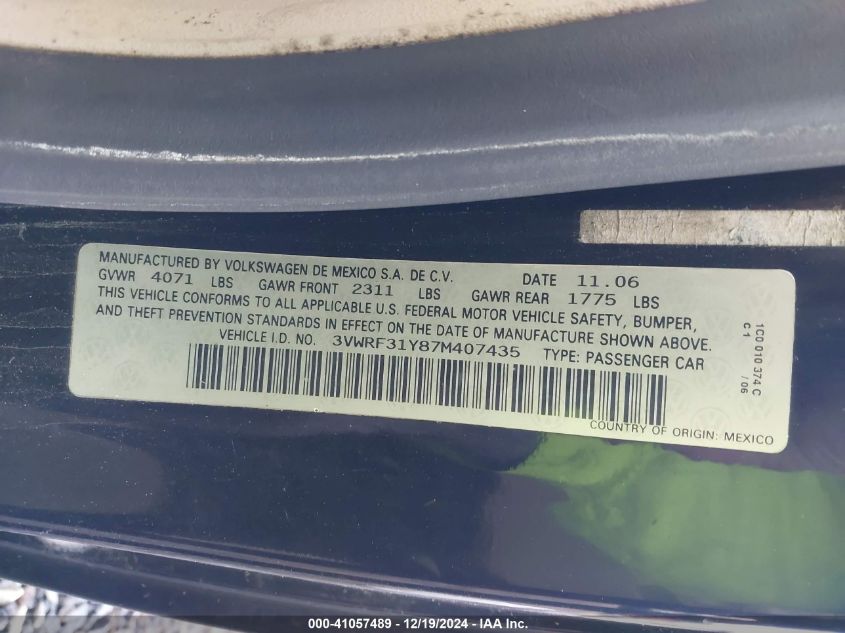 MANUFACTURED BY VOLKSWAGEN DE MEXICO S.A. DE C.V. DATE 11.06
GVWR 4071 LBS GAWR FRONT 2311 LBS GAWR REAR 1775 LBS
THIS VEHICLE CONFORMS TO ALL APPLICABLE U.S. FEDERAL MOTOR VEHICLE SAFETY, BUMPER,
AND THEFT PREVENTION STANDARDS IN EFFECT ON THE DATE OF MANUFACTURE SHOWN ABOVE.
VEHICLE I.D. NO. 3VWRF31Y87M407435 TYPE: PASSENGER CAR
COUNTRY OF ORIGIN: MEXICO
1C0 010 374 C
C1 /06
000-41057489 - 12/19/2024 - IAA Inc.